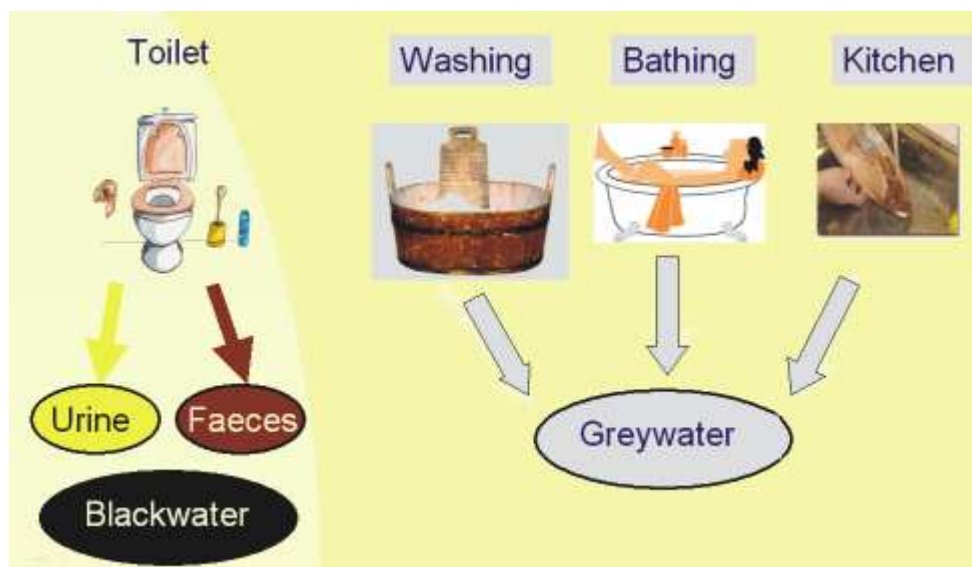 Toilet
Washing
Bathing
Kitchen
Urine
Faeces
Greywater
Blackwater